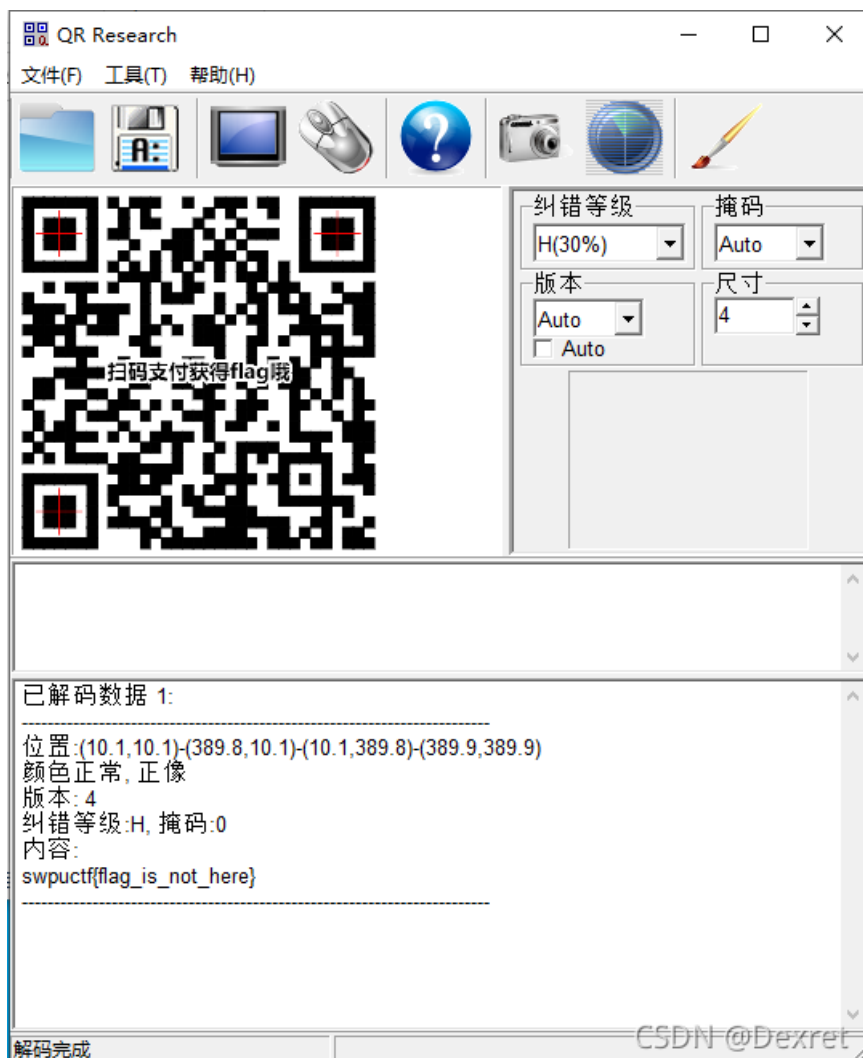 QR Research
文件(F) 工具(T) 帮助(H)
A:
扫码支付获得flag哦
纠错等级 掩码
H(30%) Auto
版本 尺寸
Auto 4
Auto
已解码数据 1:
---------------------------------------------------------------------------
位置:(10.1,10.1)-(389.8,10.1)-(10.1,389.8)-(389.9,389.9)
颜色正常, 正像
版本: 4
纠错等级:H, 掩码:0
内容:
swpuctf{flag_is_not_here}
---------------------------------------------------------------------------
解码完成
CSDN @Dexret